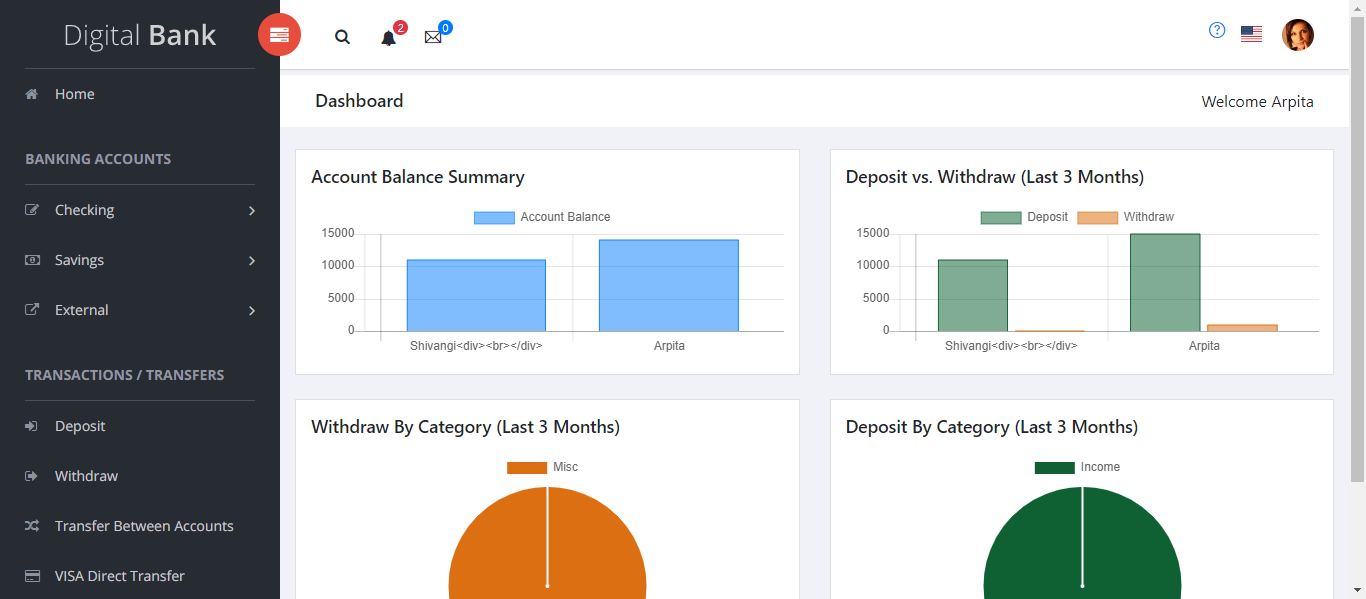 Digital Bank
2
0
Home
BANKING ACCOUNTS
Checking
Savings
External
TRANSACTIONS / TRANSFERS
Deposit
Withdraw
Transfer Between Accounts
VISA Direct Transfer
Dashboard
Welcome Arpita
Account Balance Summary
Account Balance
15000
10000
5000
0
Shivangi<div><br></div>
Arpita
Deposit vs. Withdraw (Last 3 Months)
Deposit Withdraw
15000
10000
5000
0
Shivangi<div><br></div>
Arpita
Withdraw By Category (Last 3 Months)
Misc
Deposit By Category (Last 3 Months)
Income